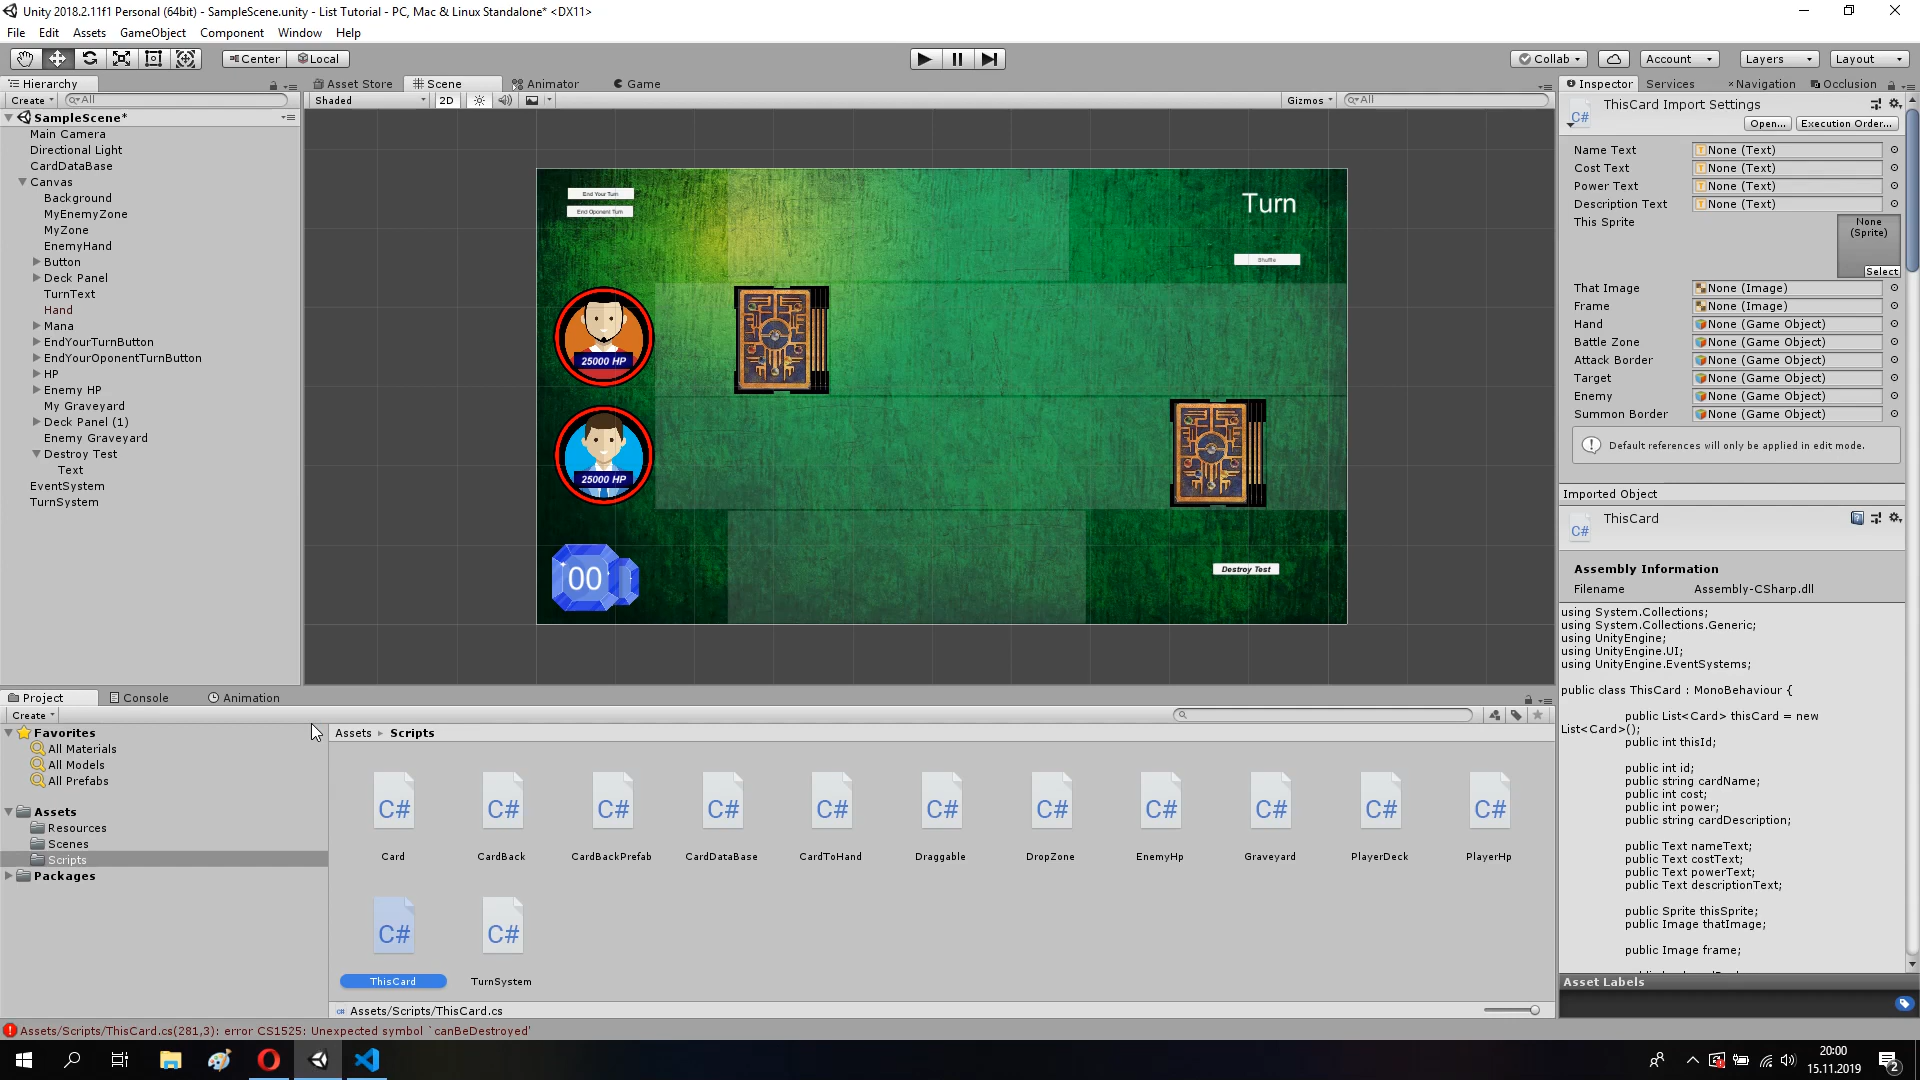 Unity 2018.2.11f1 Personal (64bit) - SampleScene.unity - List Tutorial - PC, Mac & Linux Standalone* <DX11>
File Edit Assets GameObject Component Window Help
Center Local Collab Account Layers Layout
Hierarchy
Create All
SampleScene*
Main Camera
Directional Light
CardDataBase
Canvas
Background
MyEnemyZone
MyZone
EnemyHand
Button
Deck Panel
TurnText
Hand
Mana
EndYourTurnButton
EndYourOponentTurnButton
HP
Enemy HP
My Graveyard
Deck Panel (1)
Enemy Graveyard
Destroy Test
Text
EventSystem
TurnSystem
Asset Store Scene Animator Game
Shaded 2D Gizmos All
End Your Turn
End Oponent Turn
Turn
Shuffle
25000 HP
25000 HP
00
Destroy Test
Inspector Services Navigation Occlusion
ThisCard Import Settings
C#
Open... Execution Order...
Name Text None (Text)
Cost Text None (Text)
Power Text None (Text)
Description Text None (Text)
This Sprite None
(Sprite)
Select
That Image None (Image)
Frame None (Image)
Hand None (Game Object)
Battle Zone None (Game Object)
Attack Border None (Game Object)
Target None (Game Object)
Enemy None (Game Object)
Summon Border None (Game Object)
Default references will only be applied in edit mode.
Imported Object
ThisCard
C#
Assembly Information
Filename Assembly-CSharp.dll
using System.Collections;
using System.Collections.Generic;
using UnityEngine;
using UnityEngine.UI;
using UnityEngine.EventSystems;
public class ThisCard : MonoBehaviour {
public List<Card> thisCard = new
List<Card>();
public int thisId;
public int id;
public string cardName;
public int cost;
public int power;
public string cardDescription;
public Text nameText;
public Text costText;
public Text powerText;
public Text descriptionText;
public Sprite thisSprite;
public Image thatImage;
public Image frame;
Asset Labels
Project Console Animation
Create
Favorites
All Materials
All Models
All Prefabs
Assets
Resources
Scenes
Scripts
Packages
Assets Scripts
C# C# C# C# C# C# C# C# C# C# C#
Card CardBack CardBackPrefab CardDataBase CardToHand Draggable DropZone EnemyHp Graveyard PlayerDeck PlayerHp
C# C#
ThisCard TurnSystem
Assets/Scripts/ThisCard.cs
Assets/Scripts/ThisCard.cs(281,3): error CS1525: Unexpected symbol `canBeDestroyed'
20:00
15.11.2019
2